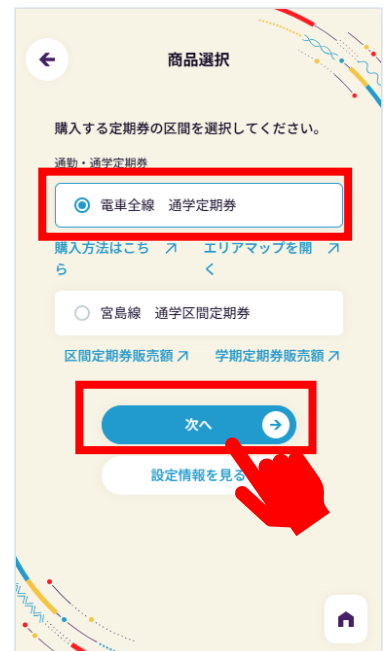 商品選択
購入する定期券の区間を選択してください。
通勤・通学定期券
電車全線　通学定期券
購入方法はこち　エリアマップを開
ら　く
宮島線　通学区間定期券
区間定期券販売額　学期定期券販売額
次へ
設定情報を見る